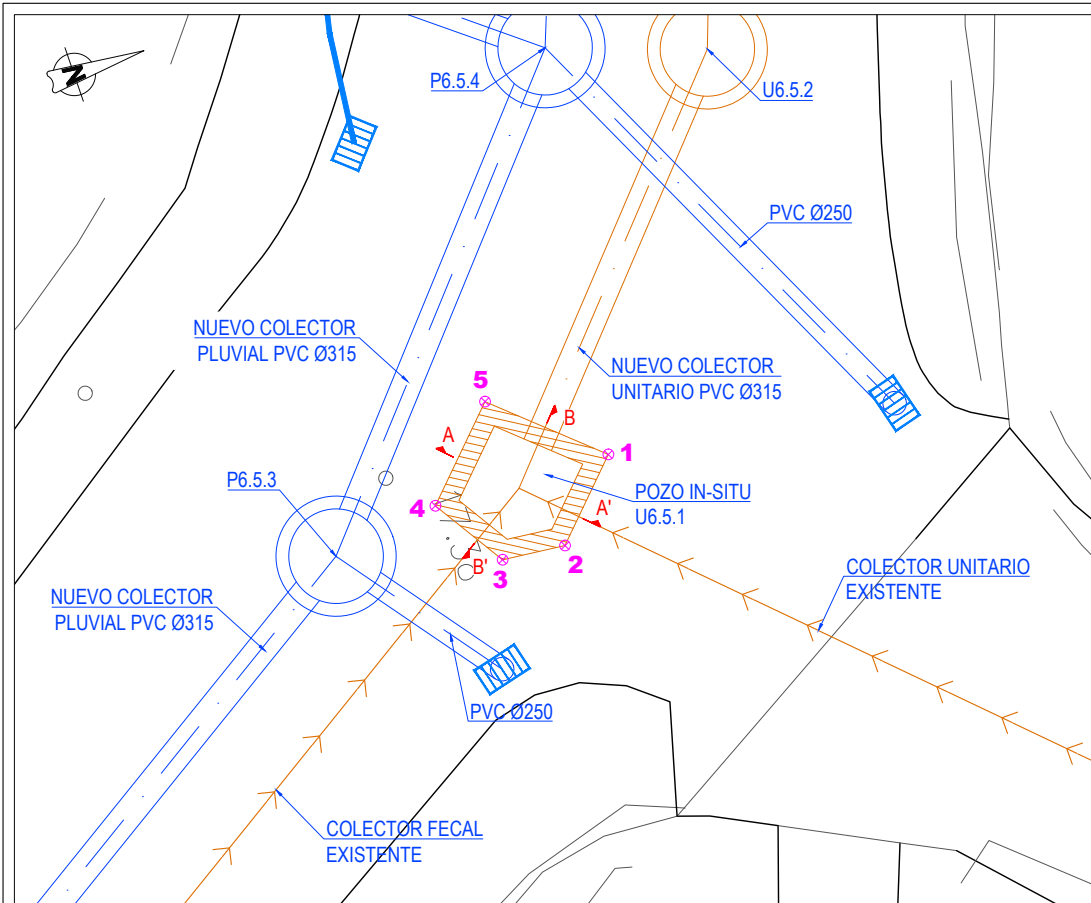 N
P6.5.4
U6.5.2
PVC Ø250
NUEVO COLECTOR
PLUVIAL PVC Ø315
NUEVO COLECTOR
UNITARIO PVC Ø315
5
B
A
1
P6.5.3
POZO IN-SITU
U6.5.1
4
A'
B'
3
2
COLECTOR UNITARIO
EXISTENTE
NUEVO COLECTOR
PLUVIAL PVC Ø315
PVC Ø250
COLECTOR FECAL
EXISTENTE